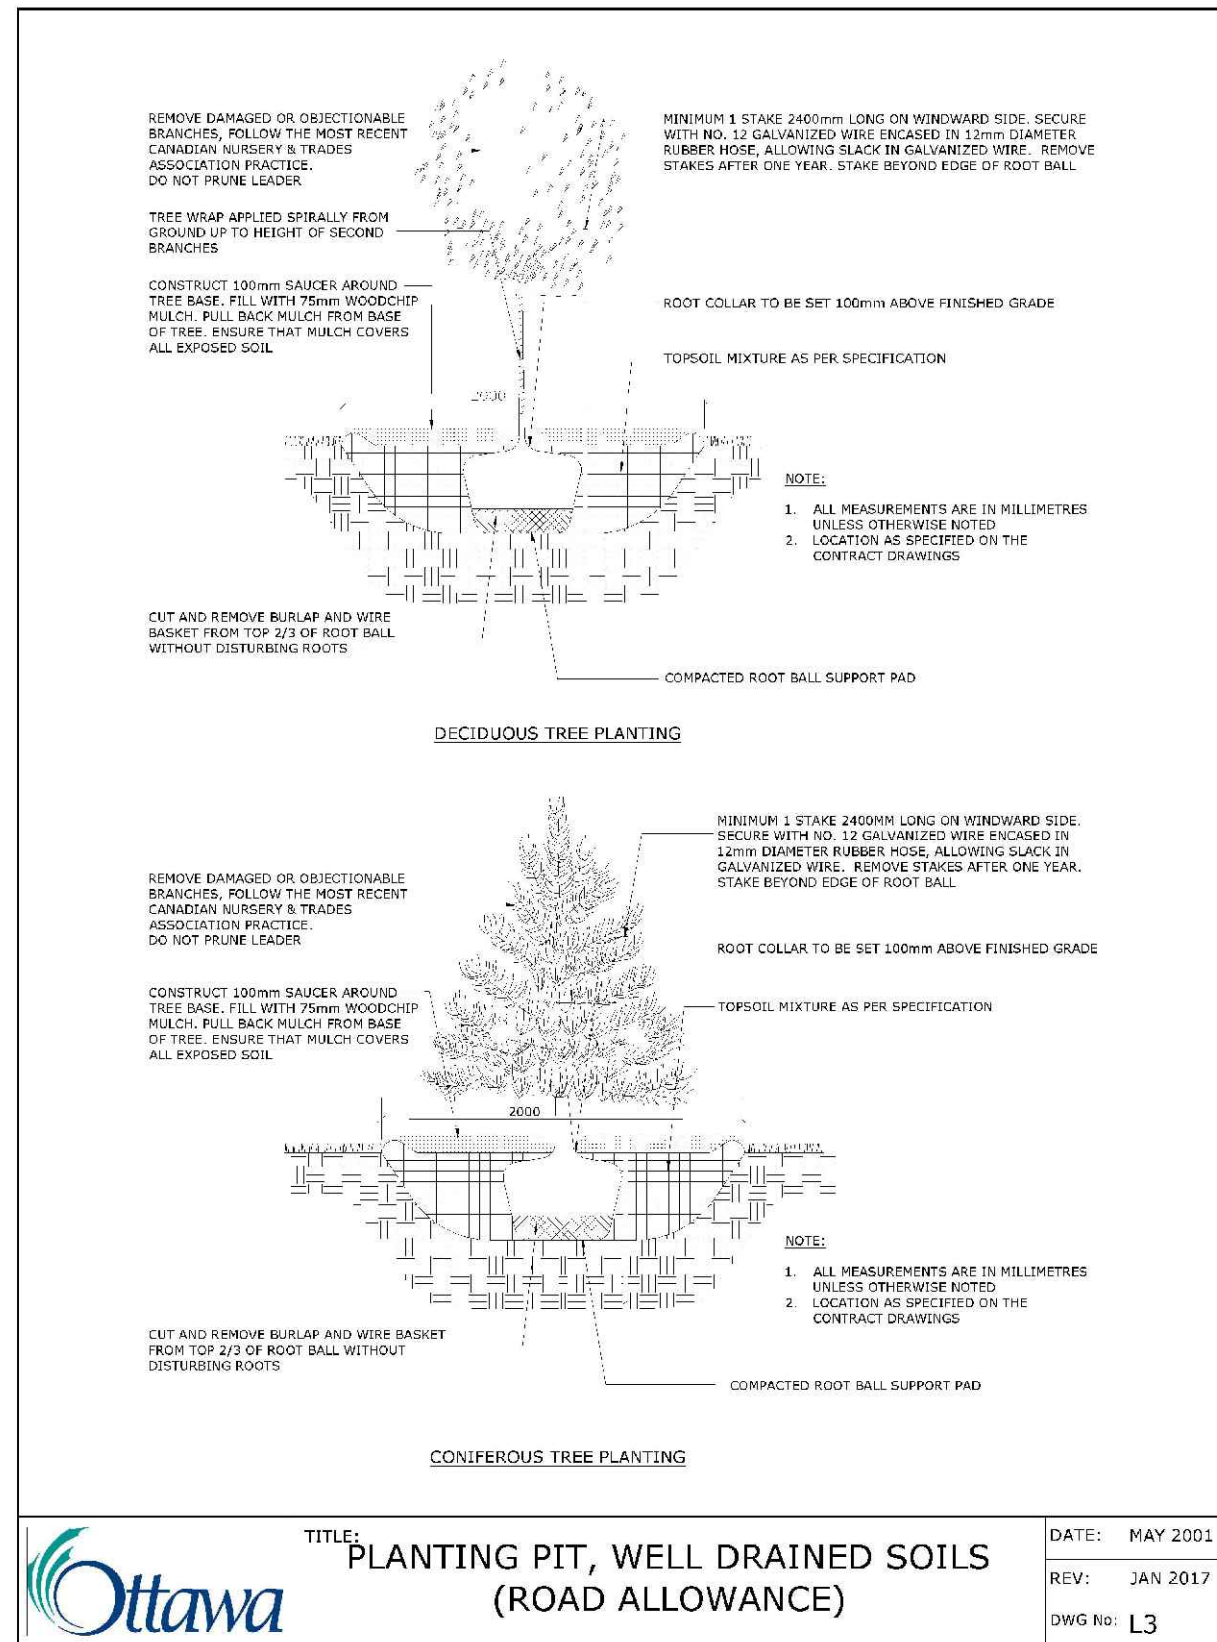 REMOVE DAMAGED OR OBJECTIONABLE
BRANCHES, FOLLOW THE MOST RECENT
CANADIAN NURSERY & TRADES
ASSOCIATION PRACTICE.
DO NOT PRUNE LEADER
MINIMUM 1 STAKE 2400mm LONG ON WINDWARD SIDE. SECURE
WITH NO. 12 GALVANIZED WIRE ENCASED IN 12mm DIAMETER
RUBBER HOSE, ALLOWING SLACK IN GALVANIZED WIRE. REMOVE
STAKES AFTER ONE YEAR. STAKE BEYOND EDGE OF ROOT BALL
TREE WRAP APPLIED SPIRALLY FROM
GROUND UP TO HEIGHT OF SECOND
BRANCHES
CONSTRUCT 100mm SAUCER AROUND
TREE BASE. FILL WITH 75mm WOODCHIP
MULCH. PULL BACK MULCH FROM BASE
OF TREE. ENSURE THAT MULCH COVERS
ALL EXPOSED SOIL
ROOT COLLAR TO BE SET 100mm ABOVE FINISHED GRADE
TOPSOIL MIXTURE AS PER SPECIFICATION
2000
NOTE:
1. ALL MEASUREMENTS ARE IN MILLIMETRES
UNLESS OTHERWISE NOTED
2. LOCATION AS SPECIFIED ON THE
CONTRACT DRAWINGS
CUT AND REMOVE BURLAP AND WIRE
BASKET FROM TOP 2/3 OF ROOT BALL
WITHOUT DISTURBING ROOTS
COMPACTED ROOT BALL SUPPORT PAD
DECIDUOUS TREE PLANTING
MINIMUM 1 STAKE 2400MM LONG ON WINDWARD SIDE.
SECURE WITH NO. 12 GALVANIZED WIRE ENCASED IN
12mm DIAMETER RUBBER HOSE, ALLOWING SLACK IN
GALVANIZED WIRE. REMOVE STAKES AFTER ONE YEAR.
STAKE BEYOND EDGE OF ROOT BALL
REMOVE DAMAGED OR OBJECTIONABLE
BRANCHES, FOLLOW THE MOST RECENT
CANADIAN NURSERY & TRADES
ASSOCIATION PRACTICE.
DO NOT PRUNE LEADER
ROOT COLLAR TO BE SET 100mm ABOVE FINISHED GRADE
CONSTRUCT 100mm SAUCER AROUND
TREE BASE. FILL WITH 75mm WOODCHIP
MULCH. PULL BACK MULCH FROM BASE
OF TREE. ENSURE THAT MULCH COVERS
ALL EXPOSED SOIL
TOPSOIL MIXTURE AS PER SPECIFICATION
2000
NOTE:
1. ALL MEASUREMENTS ARE IN MILLIMETRES
UNLESS OTHERWISE NOTED
2. LOCATION AS SPECIFIED ON THE
CONTRACT DRAWINGS
CUT AND REMOVE BURLAP AND WIRE BASKET
FROM TOP 2/3 OF ROOT BALL WITHOUT
DISTURBING ROOTS
COMPACTED ROOT BALL SUPPORT PAD
CONIFEROUS TREE PLANTING
Ottawa
TITLE:
PLANTING PIT, WELL DRAINED SOILS
(ROAD ALLOWANCE)
DATE: MAY 2001
REV: JAN 2017
DWG No: L3